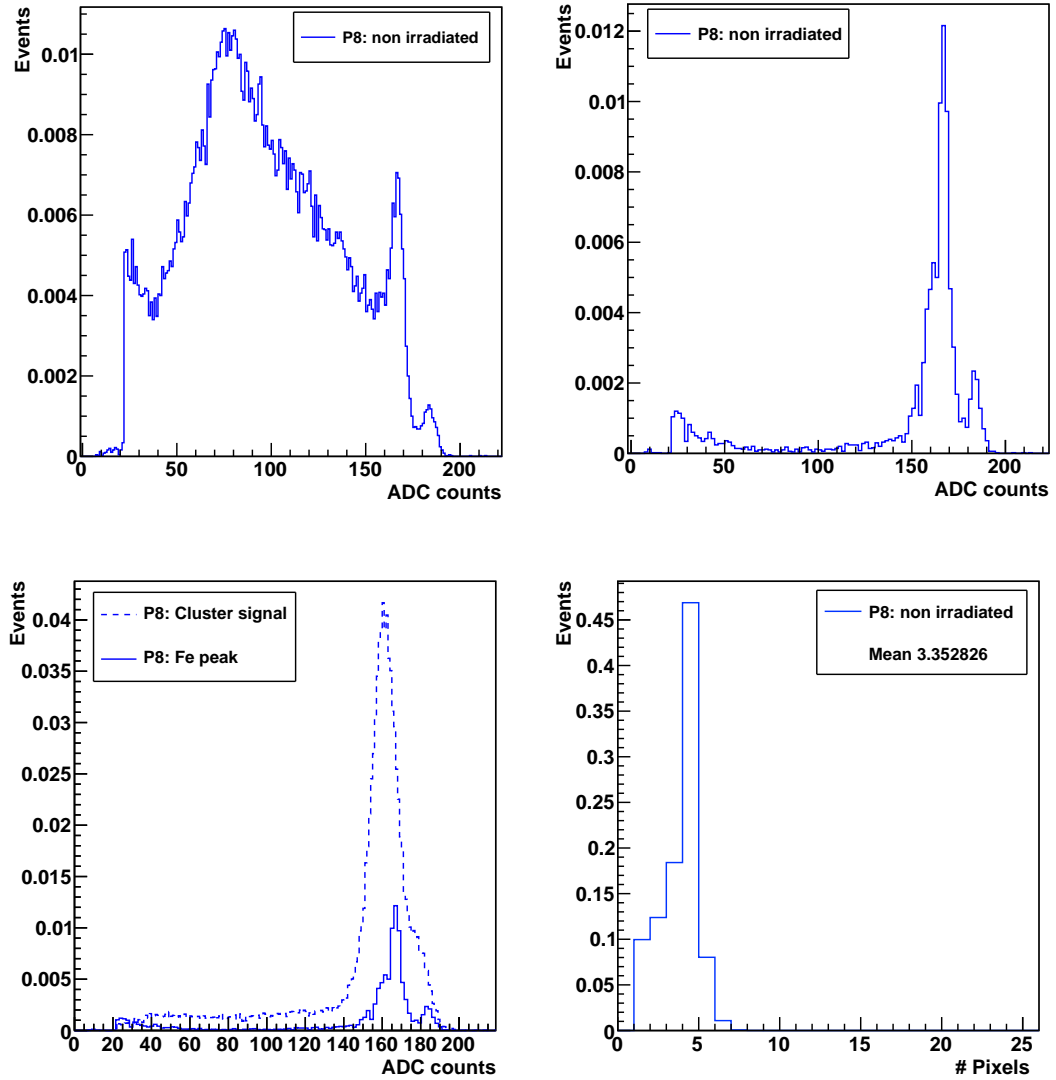 Events
P8: non irradiated
0.01
0.008
0.006
0.004
0.002
0
0 50 100 150 200
ADC counts
Events
P8: non irradiated
0.012
0.01
0.008
0.006
0.004
0.002
0
0 50 100 150 200
ADC counts
Events
P8: Cluster signal
P8: Fe peak
0.04
0.035
0.03
0.025
0.02
0.015
0.01
0.005
0
0 20 40 60 80 100 120 140 160 180 200
ADC counts
Events
P8: non irradiated
Mean 3.352826
0.45
0.4
0.35
0.3
0.25
0.2
0.15
0.1
0.05
0
0 5 10 15 20 25
# Pixels